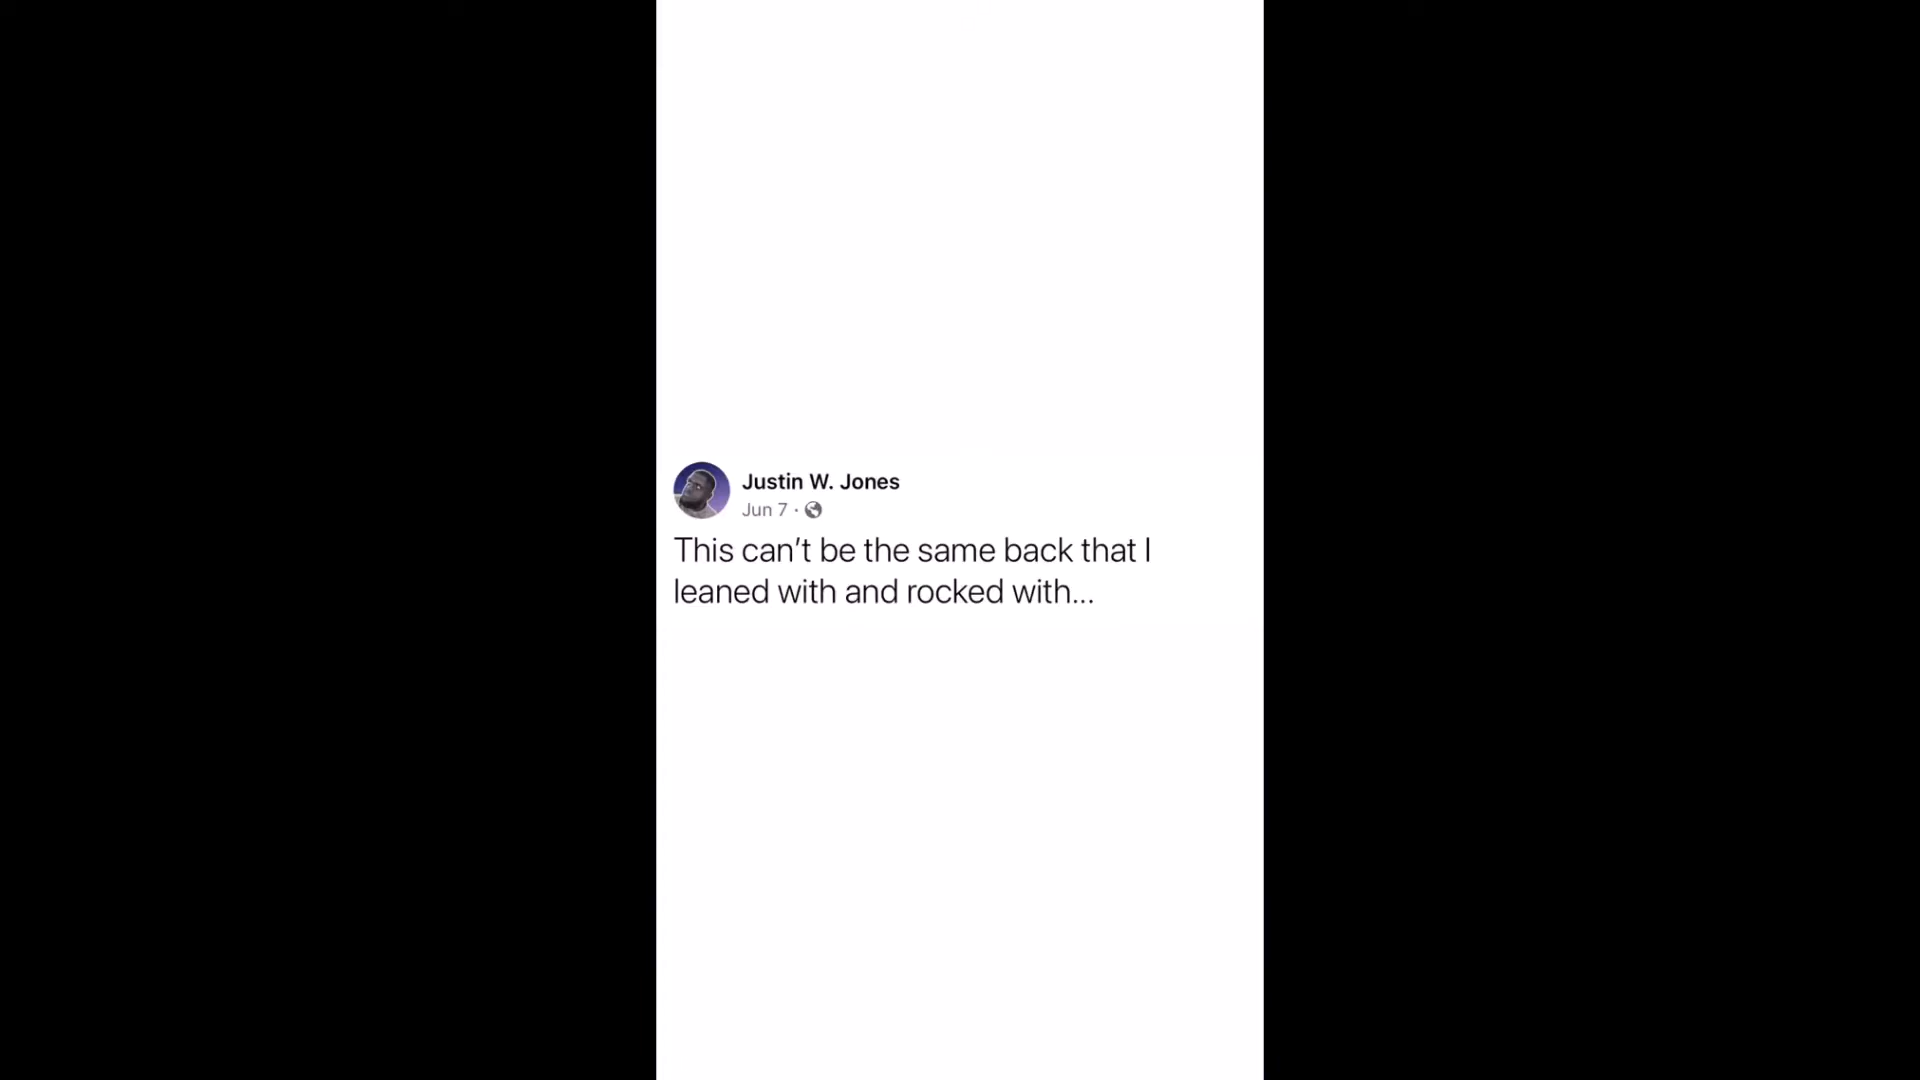 Justin W. Jones
Jun 7 ·
This can't be the same back that I
leaned with and rocked with...